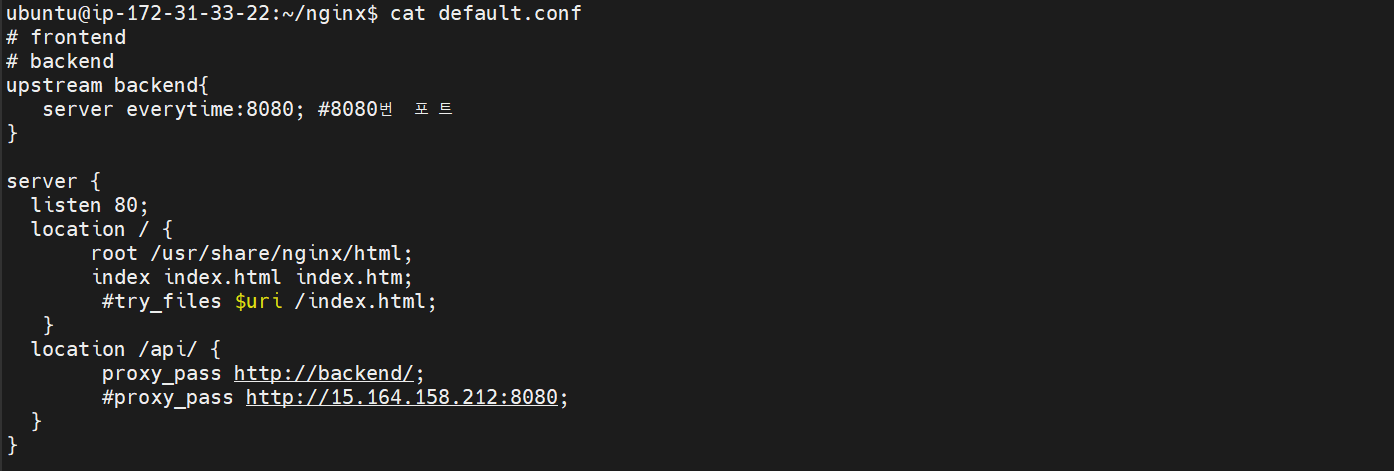 ubuntu@ip-172-31-33-22:~/nginx$ cat default.conf
# frontend
# backend
upstream backend{
   server everytime:8080; #8080번 포트
}

server {
  listen 80;
  location / {
       root /usr/share/nginx/html;
       index index.html index.htm;
        #try_files $uri /index.html;
   }
  location /api/ {
        proxy_pass http://backend/;
        #proxy_pass http://15.164.158.212:8080;
  }
}